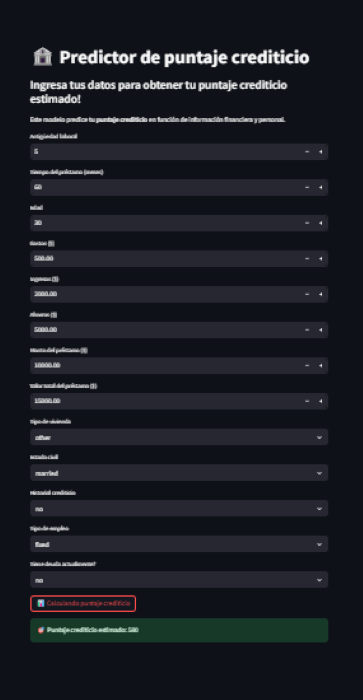 Predictor de puntaje crediticio
Ingresa tus datos para obtener tu puntaje crediticio
estimado!
Este modelo predice tu puntaje crediticio en función de información financiera y personal.
Antigüedad laboral
5
Tiempo del préstamo (meses)
60
Edad
30
Gastos ($)
500.00
Ingresos ($)
2000.00
Ahorros ($)
5000.00
Monto del préstamo ($)
10000.00
Valor total del préstamo ($)
15000.00
Tipo de vivienda
other
Estado civil
married
Historial crediticio
no
Tipo de empleo
fixed
Tiene deuda actualmente?
no
Calculando puntaje crediticio
Puntaje crediticio estimado: 580